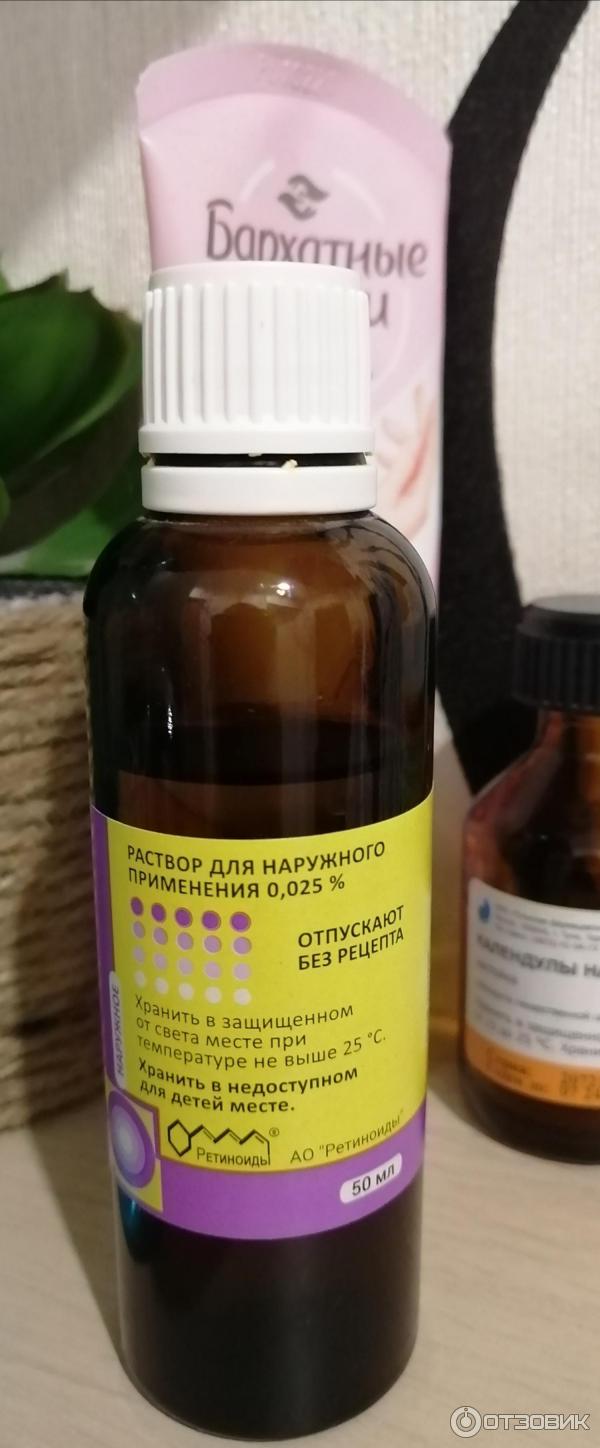 Бархатные
РАСТВОР ДЛЯ НАРУЖНОГО
ПРИМЕНЕНИЯ 0,025 %
ОТПУСКАЮТ
БЕЗ РЕЦЕПТА
НАРУЖНОЕ
Хранить в защищенном
от света месте при
температуре не выше 25 °C.
Хранить в недоступном
для детей месте.
Ретиноиды®
АО "Ретиноиды"
50 мл
КАЛЕНДУЛЫ
ОТЗОВИК